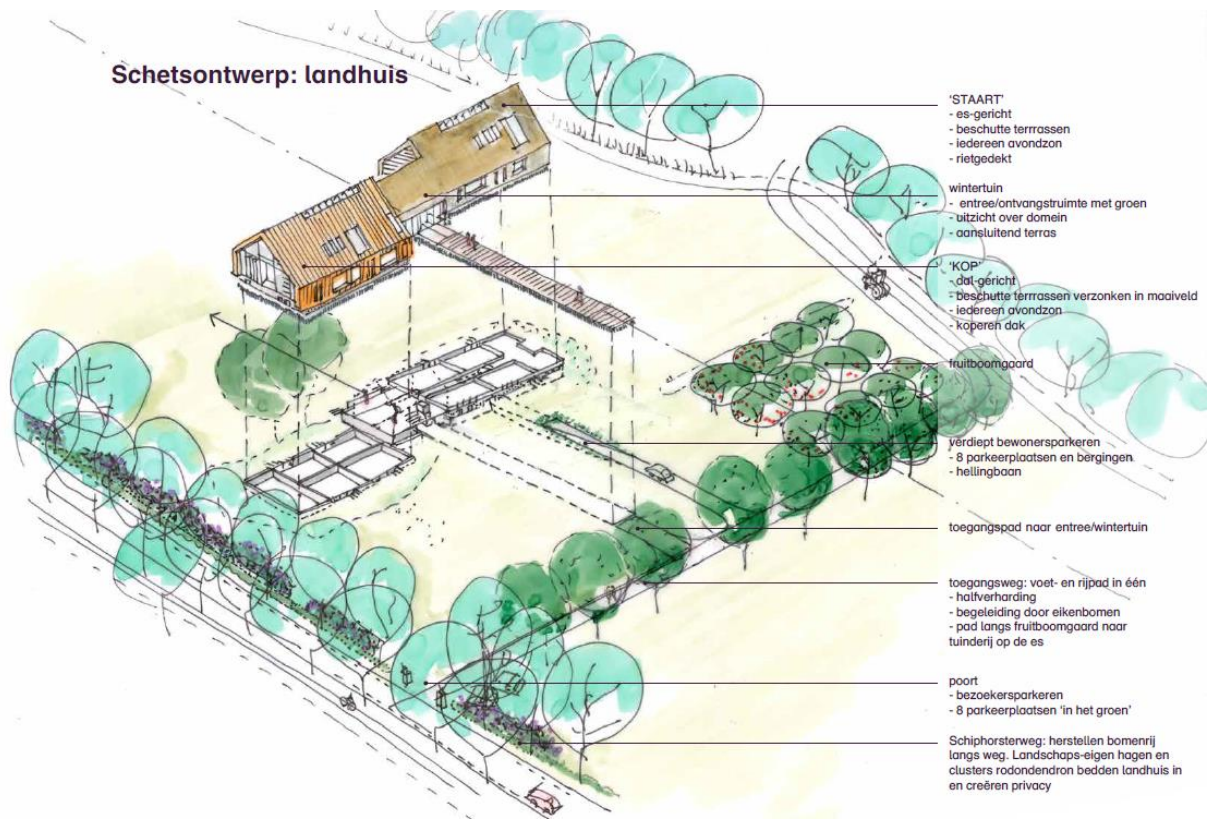 Schetsontwerp: landhuis
'STAART'
- es-gericht
- beschutte terrrassen
- iedereen avondzon
- rietgedekt
wintertuin
- entree/ontvangstruimte met groen
- uitzicht over domein
- aansluitend terras
'KOP'
- dal-gericht
- beschutte terrrassen verzonken in maaiveld
- iedereen avondzon
- koperen dak
fruitboomgaard
verdiept bewonersparkeren
- 8 parkeerplaatsen en bergingen
- hellingbaan
toegangspad naar entree/wintertuin
toegangsweg: voet- en rijpad in één
- halfverharding
- begeleiding door eikenbomen
- pad langs fruitboomgaard naar
tuinderij op de es
poort
- bezoekersparkeren
- 8 parkeerplaatsen 'in het groen'
Schiphorsterweg: herstellen bomenrij
langs weg. Landschaps-eigen hagen en
clusters rodondendron bedden landhuis in
en creëren privacy